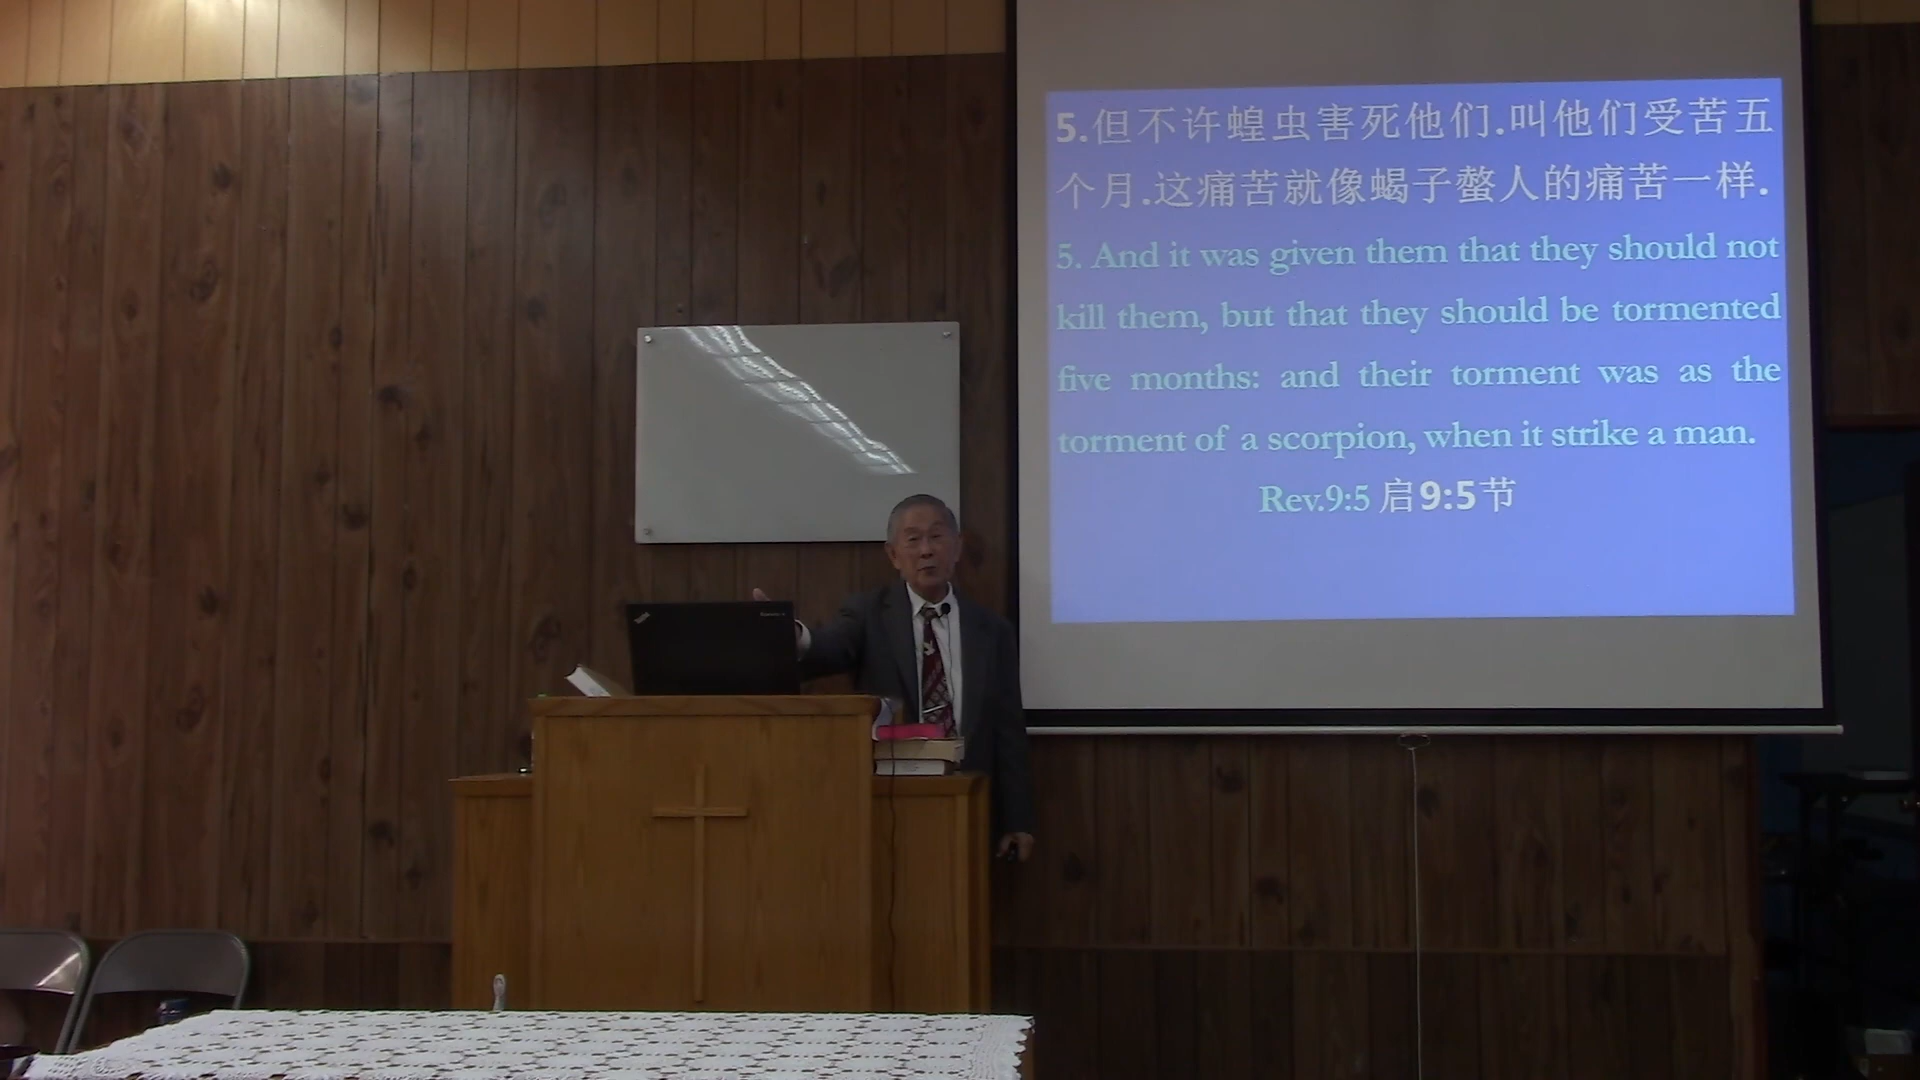 5.但不许蝗虫害死他们.叫他们受苦五
个月.这痛苦就像蝎子螫人的痛苦一样.
5. And it was given them that they should not
kill them, but that they should be tormented
five months: and their torment was as the
torment of a scorpion, when it strike a man.
Rev.9:5 启9:5节